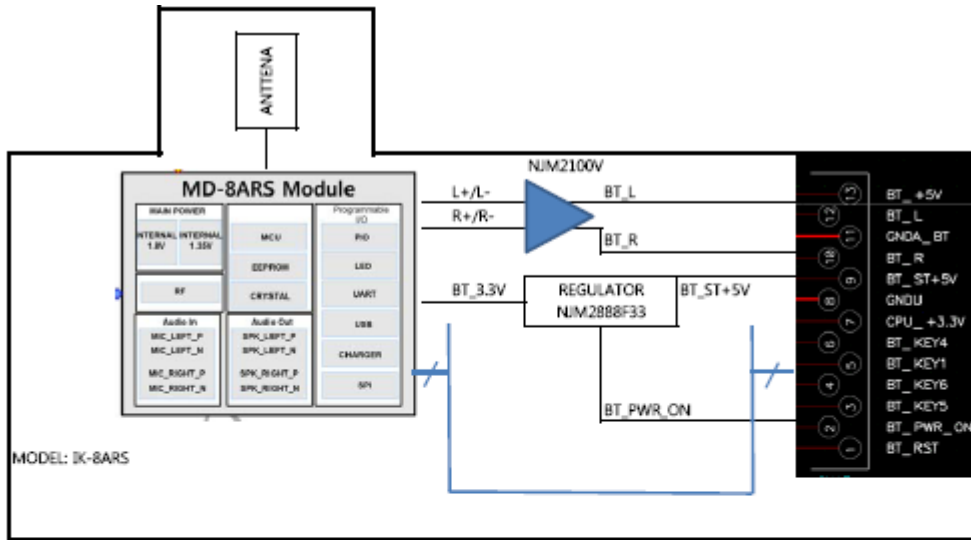 ANTTENA
NJM2100V
MD-8ARS Module
MAIN POWER
INTERNAL 1.8V
INTERNAL 1.35V
RF
MCU
EEPROM
CRYSTAL
Programmable I/O
PIO
LED
UART
USB
CHARGER
SPI
Audio In
MIC_LEFT_P
MIC_LEFT_N
MIC_RIGHT_P
MIC_RIGHT_N
Audio Out
SPK_LEFT_P
SPK_LEFT_N
SPK_RIGHT_P
SPK_RIGHT_N
L+/L-
R+/R-
BT_L
BT_R
BT_3.3V
REGULATOR
NJM2888F33
BT_ST+5V
BT_PWR_ON
13 BT_+5V
12 BT_L
11 GNDA_BT
10 BT_R
9 BT_ST+5V
8 GNDU
7 CPU_+3.3V
6 BT_KEY4
5 BT_KEY1
4 BT_KEY6
3 BT_KEY5
2 BT_PWR_ON
1 BT_RST
MODEL: IK-8ARS